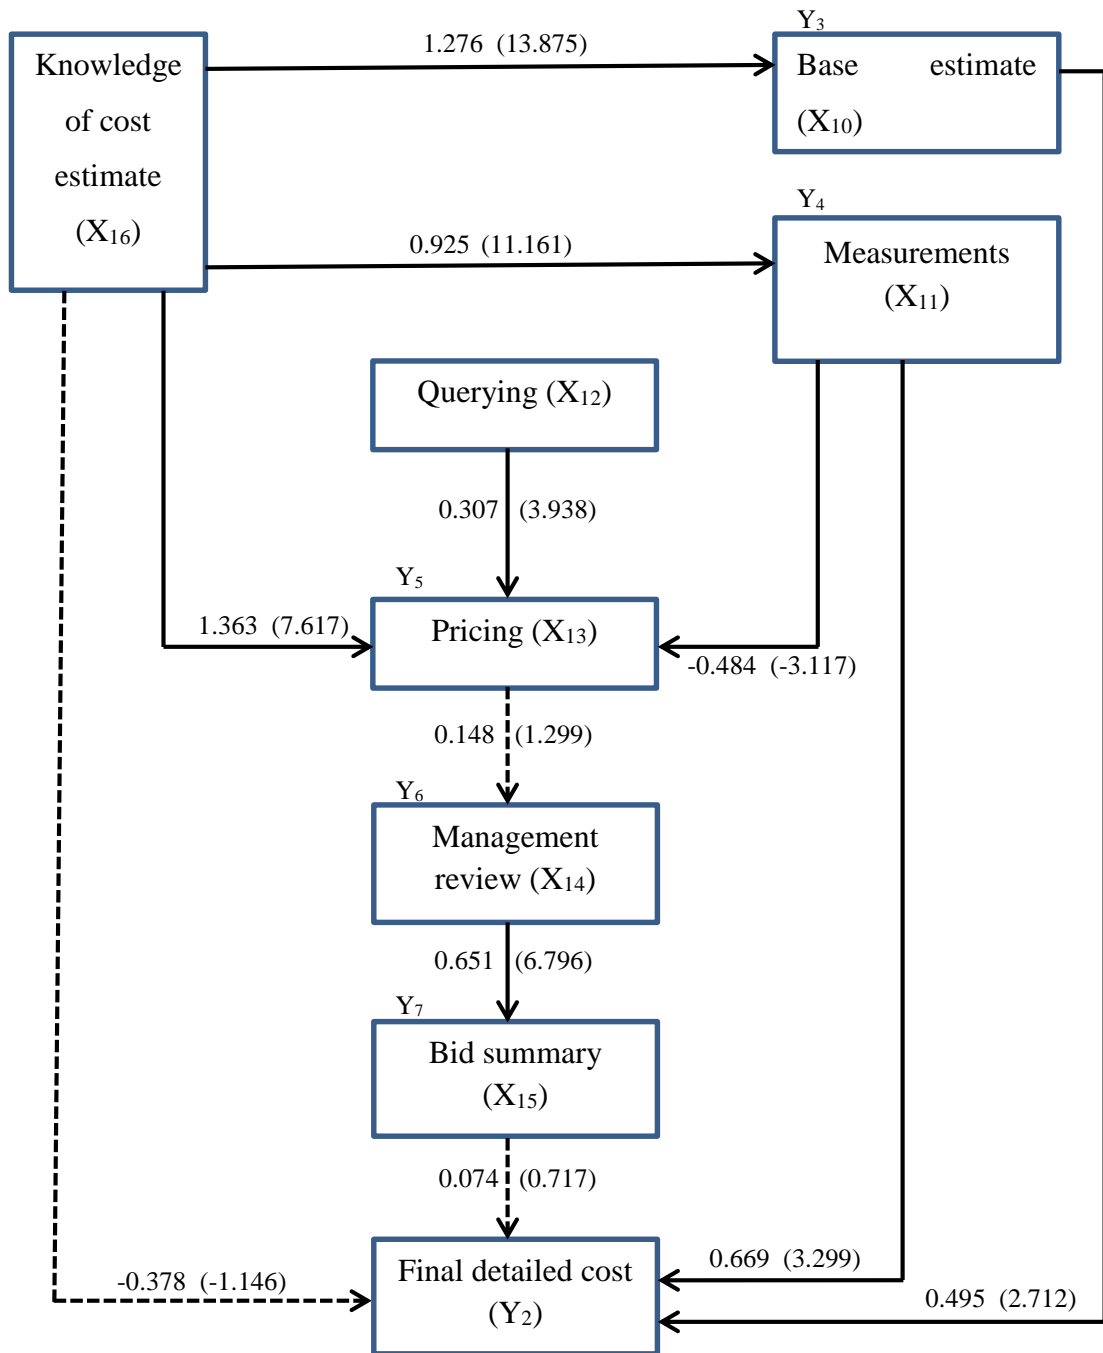 Knowledge
of cost
estimate
(X16)
1.276 (13.875)
Y3
Base estimate
(X10)
0.925 (11.161)
Y4
Measurements
(X11)
Querying (X12)
0.307 (3.938)
Y5
Pricing (X13)
1.363 (7.617)
-0.484 (-3.117)
0.148 (1.299)
Y6
Management
review (X14)
0.651 (6.796)
Y7
Bid summary
(X15)
0.074 (0.717)
Final detailed cost
(Y2)
-0.378 (-1.146)
0.669 (3.299)
0.495 (2.712)